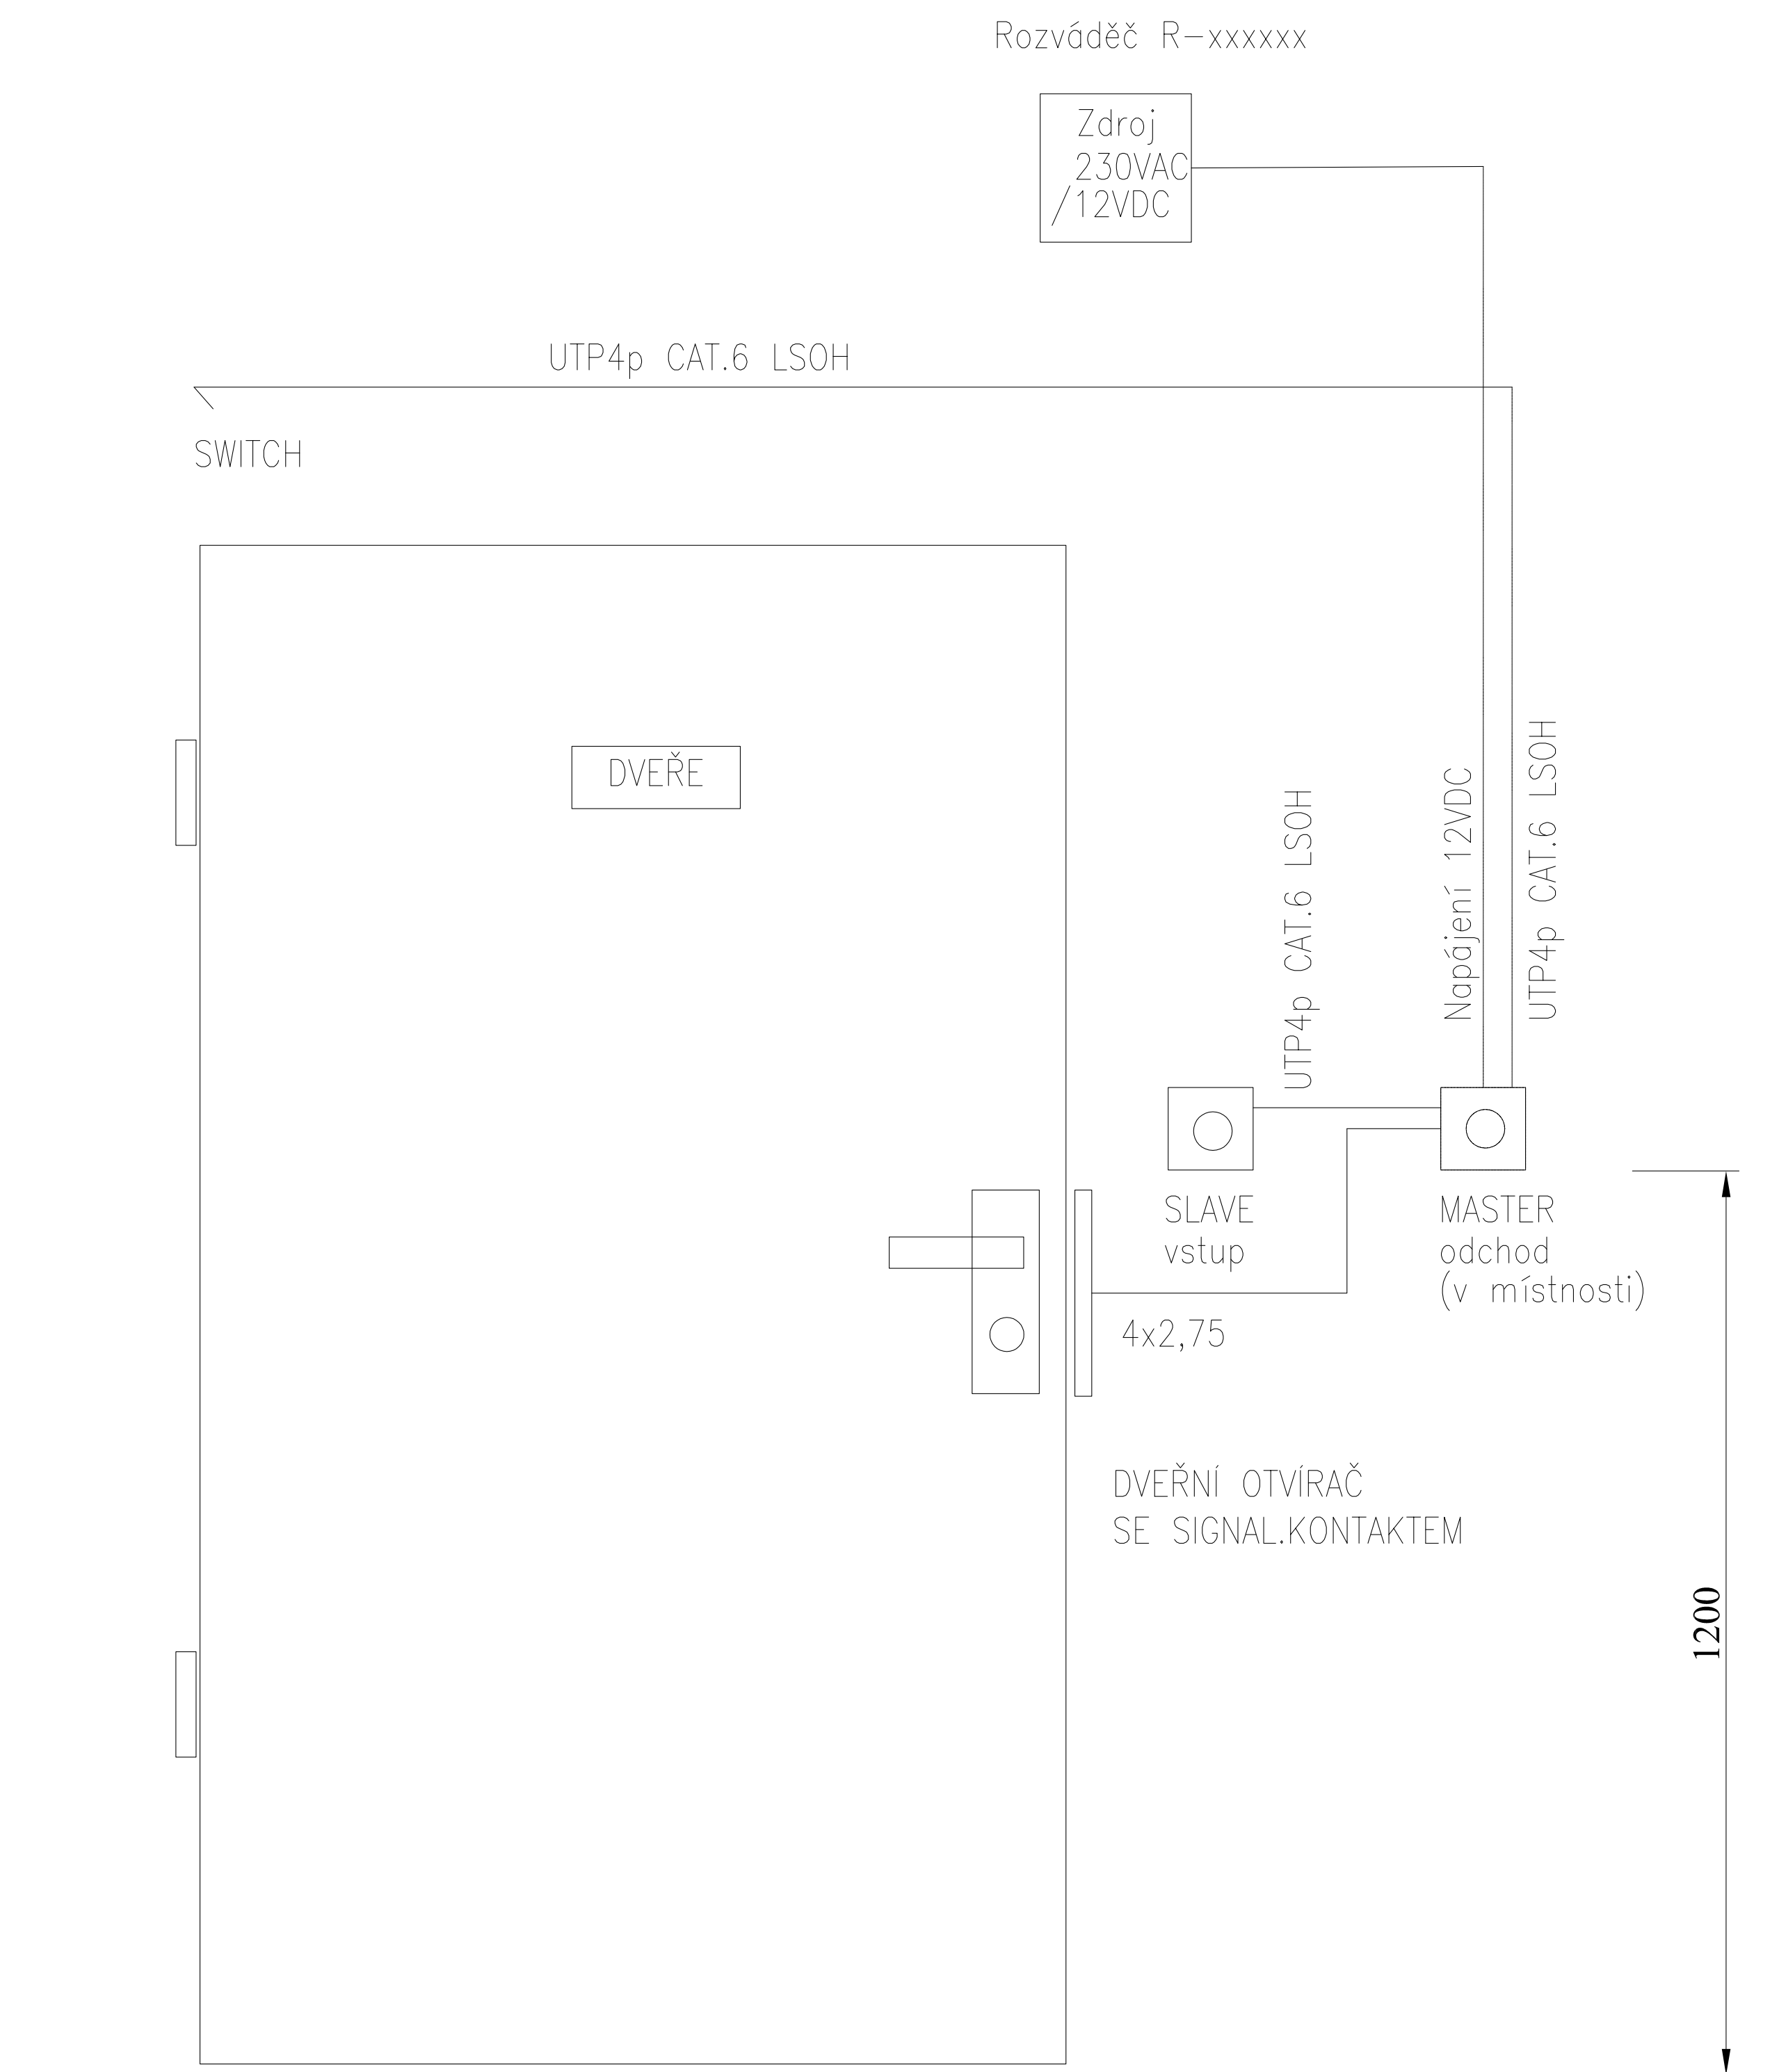 Rozváděč R-xxxxxx
Zdroj
230VAC
/12VDC
UTP4p CAT.6 LSOH
SWITCH
DVEŘE
UTP4p CAT.6 LSOH
Napájení 12VDC
UTP4p CAT.6 LSOH
SLAVE
vstup
MASTER
odchod
(v místnosti)
4x2,75
DVEŘNÍ OTVÍRAČ
SE SIGNAL.KONTAKTEM
1200